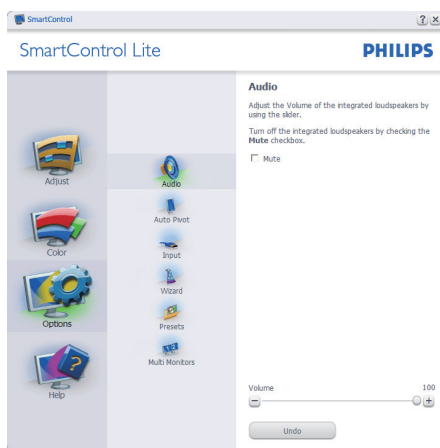 SmartControl
SmartControl Lite
PHILIPS
Adjust
Color
Options
Help
Audio
Auto Pivot
Input
Wizard
Presets
Multi Monitors
Audio
Adjust the Volume of the integrated loudspeakers by
using the slider.
Turn off the integrated loudspeakers by checking the
Mute checkbox.
Mute
Volume 100
Undo